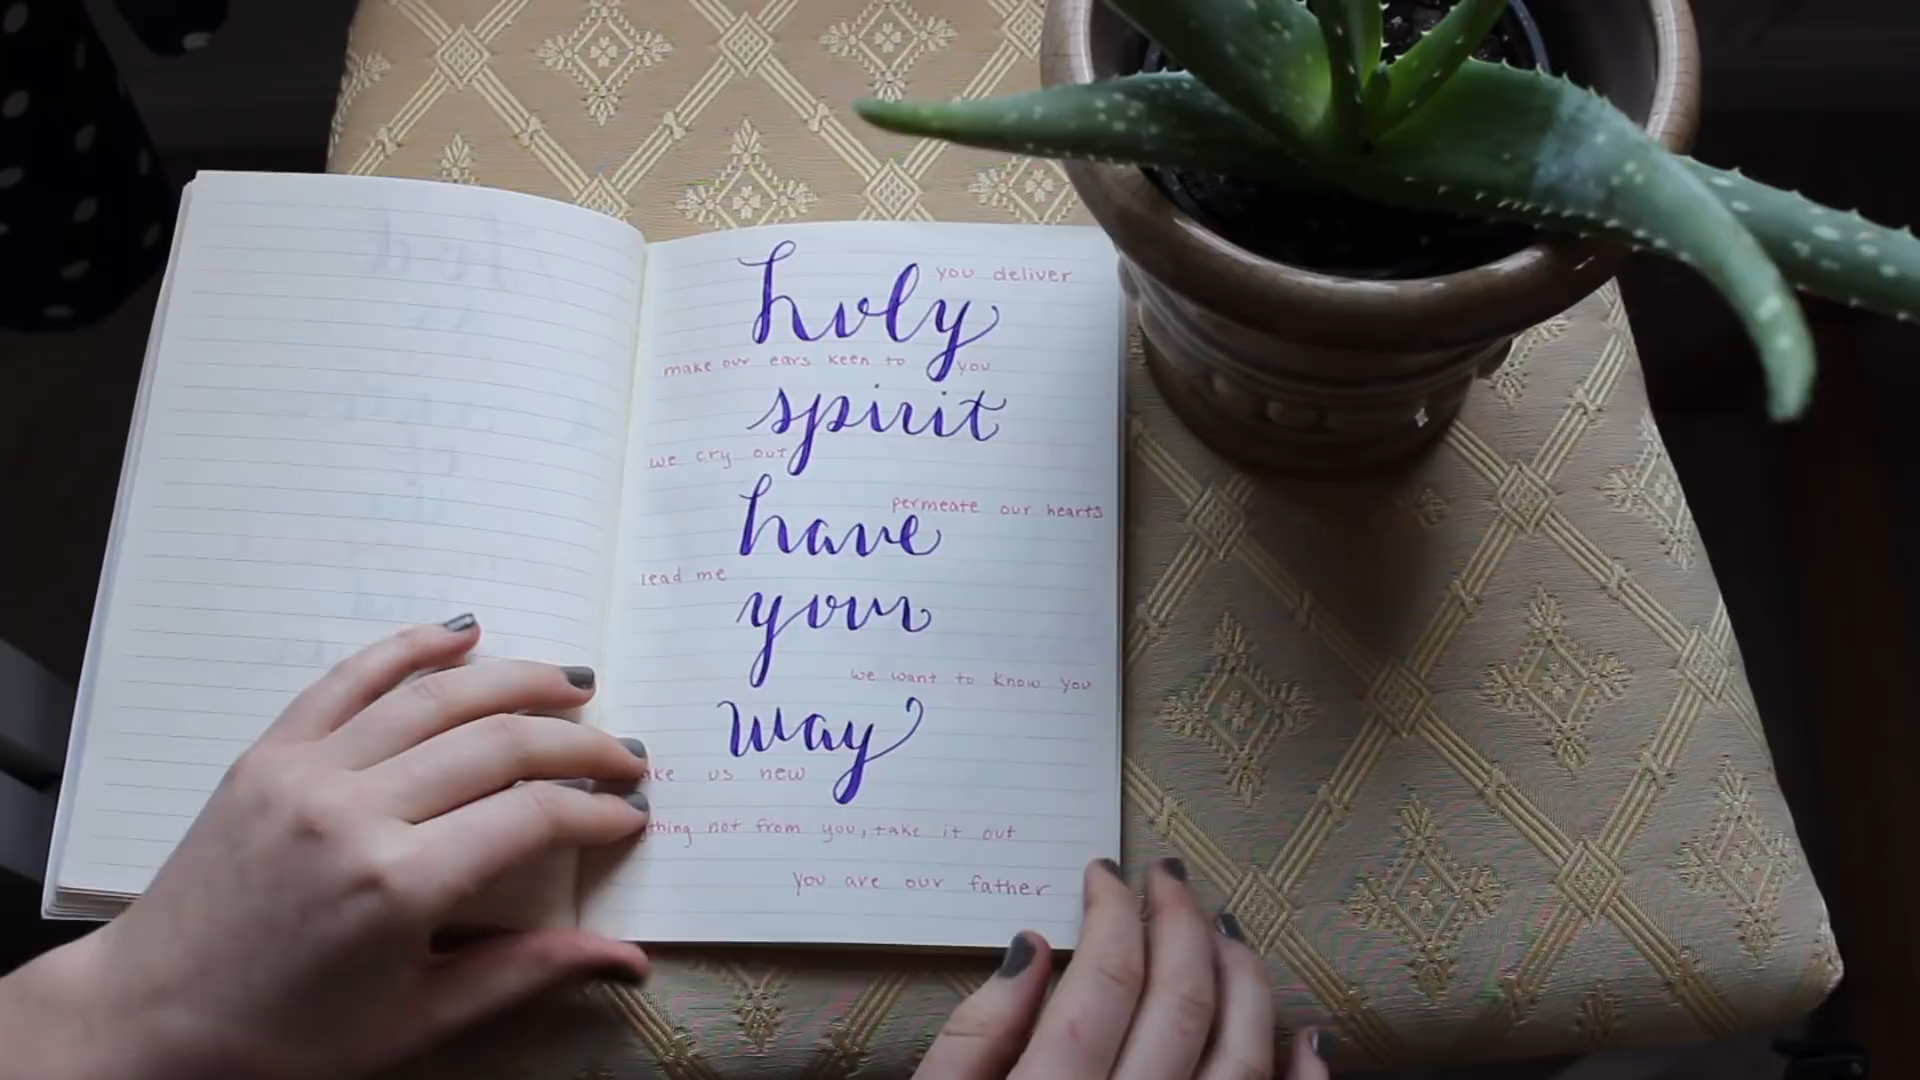 holy
you deliver
make our ears keen to you
spirit
we cry out
permeate our hearts
have
lead me
your
we want to know you
way
us new
not from you, take it out
you are our father